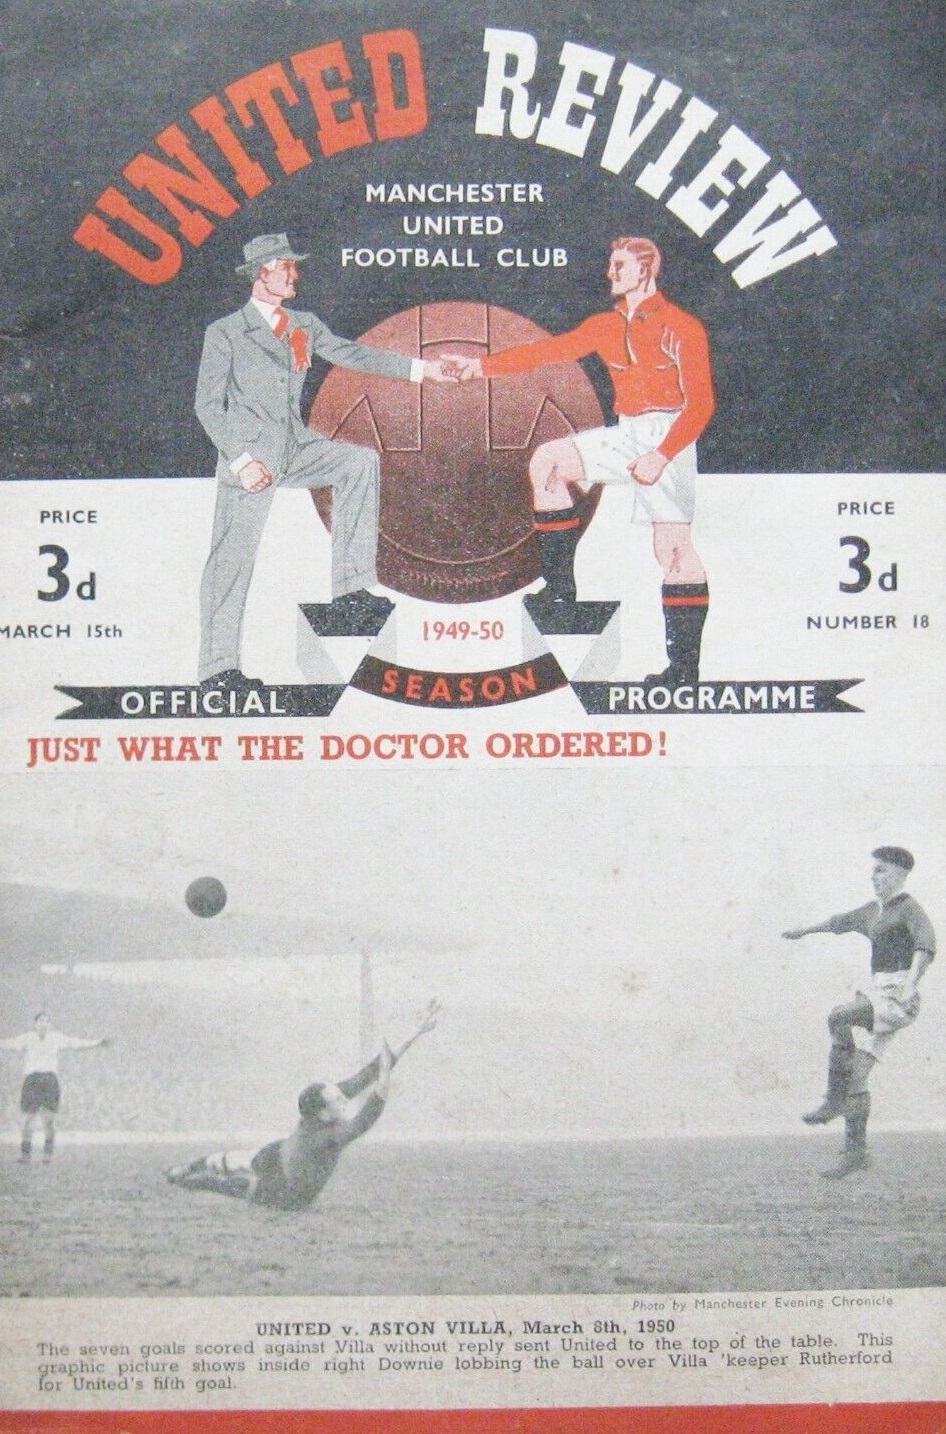 UNITED REVIEW
MANCHESTER
UNITED
FOOTBALL CLUB
PRICE
3d
MARCH 15th
PRICE
3d
NUMBER 18
1949-50
OFFICIAL SEASON PROGRAMME
JUST WHAT THE DOCTOR ORDERED!
Photo by Manchester Evening Chronicle
UNITED v. ASTON VILLA, March 8th, 1950
The seven goals scored against Villa without reply sent United to the top of the table. This
graphic picture shows inside right Downie lobbing the ball over Villa 'keeper Rutherford
for United's fifth goal.